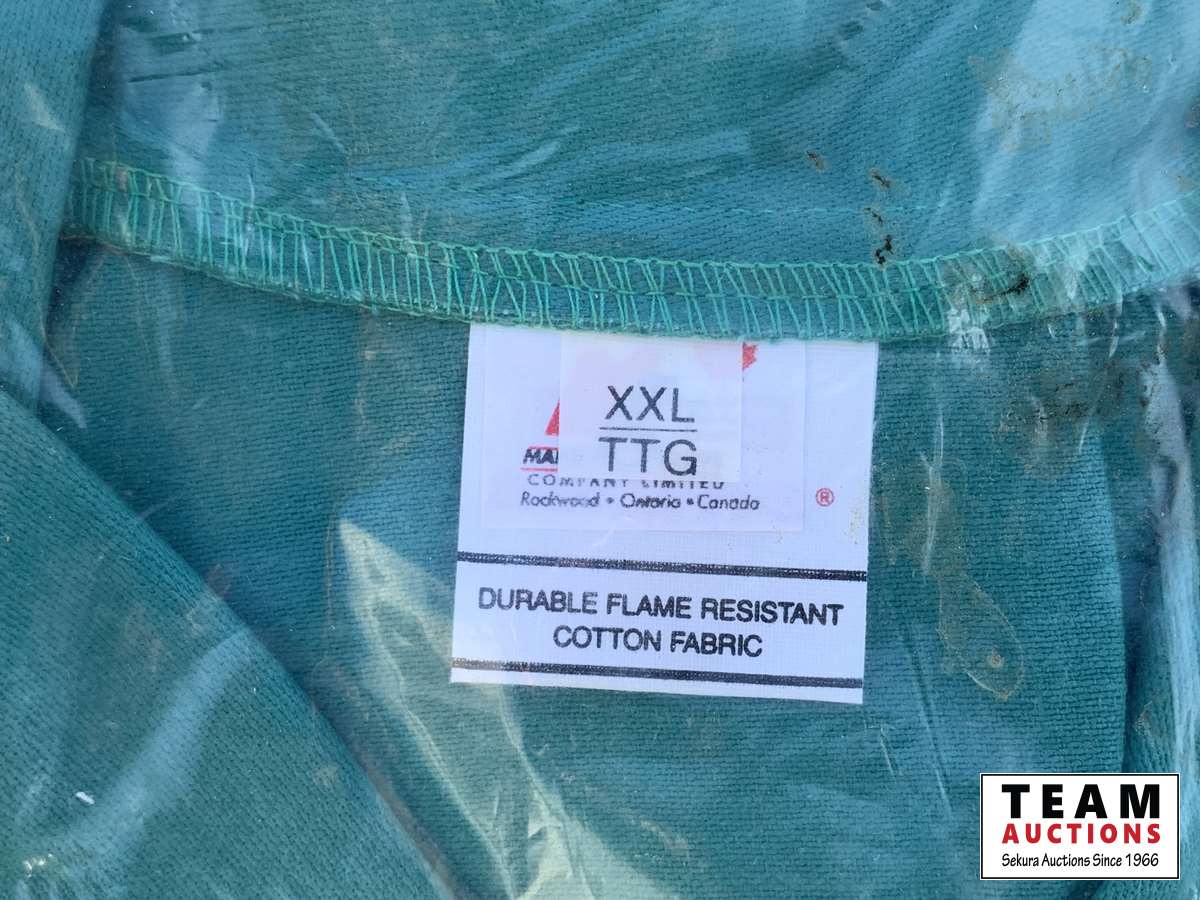 XXL
TTG
COMPANY LIMITED
Rockwood • Ontario • Canada
®
DURABLE FLAME RESISTANT
COTTON FABRIC
TEAM
AUCTIONS
Sekura Auctions Since 1966